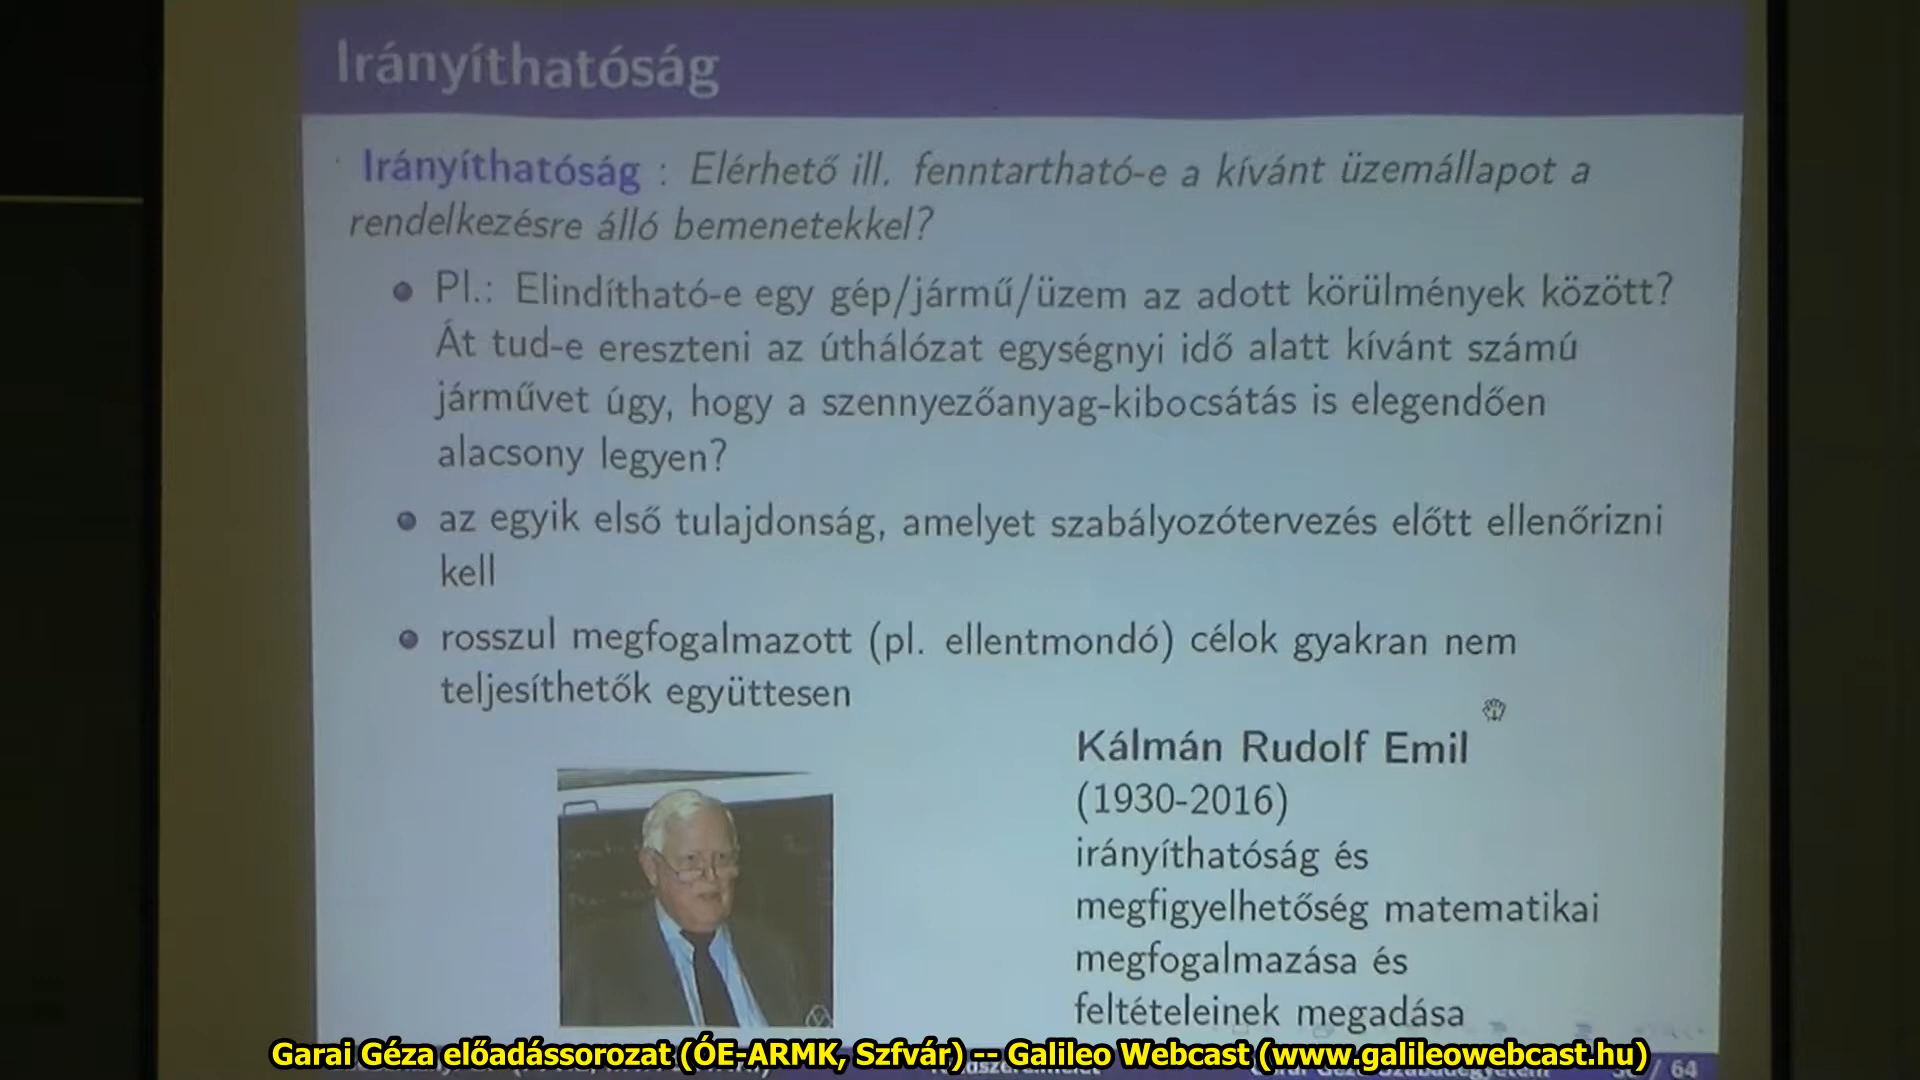 Irányíthatóság
Irányíthatóság : Elérhető ill. fenntartható-e a kívánt üzemállapot a
rendelkezésre álló bemenetekkel?
Pl.: Elindítható-e egy gép/jármű/üzem az adott körülmények között?
Át tud-e ereszteni az úthálózat egységnyi idő alatt kívánt számú
járművet úgy, hogy a szennyezőanyag-kibocsátás is elegendően
alacsony legyen?
az egyik első tulajdonság, amelyet szabályozótervezés előtt ellenőrizni
kell
rosszul megfogalmazott (pl. ellentmondó) célok gyakran nem
teljesíthetők együttesen
Kálmán Rudolf Emil
(1930-2016)
irányíthatóság és
megfigyelhetőség matematikai
megfogalmazása és
feltételeinek megadása
Garai Géza előadássorozat (ÓE-ARMK, Szfvár) -- Galileo Webcast (www.galileowebcast.hu)
/ 64